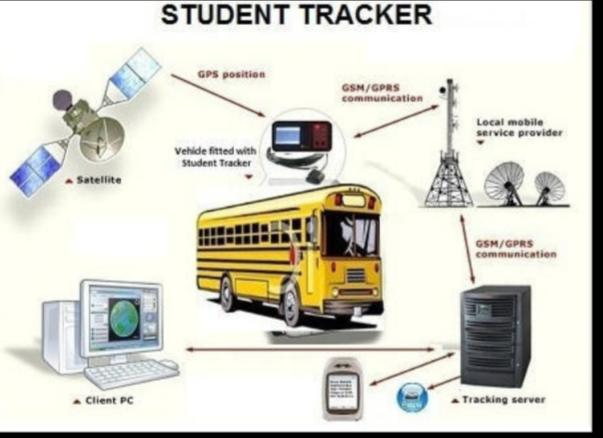 STUDENT TRACKER
GPS position
GSM/GPRS
communication
Local mobile
service provider
Vehicle fitted with
Student Tracker
Satellite
GSM/GPRS
communication
Client PC
Tracking server